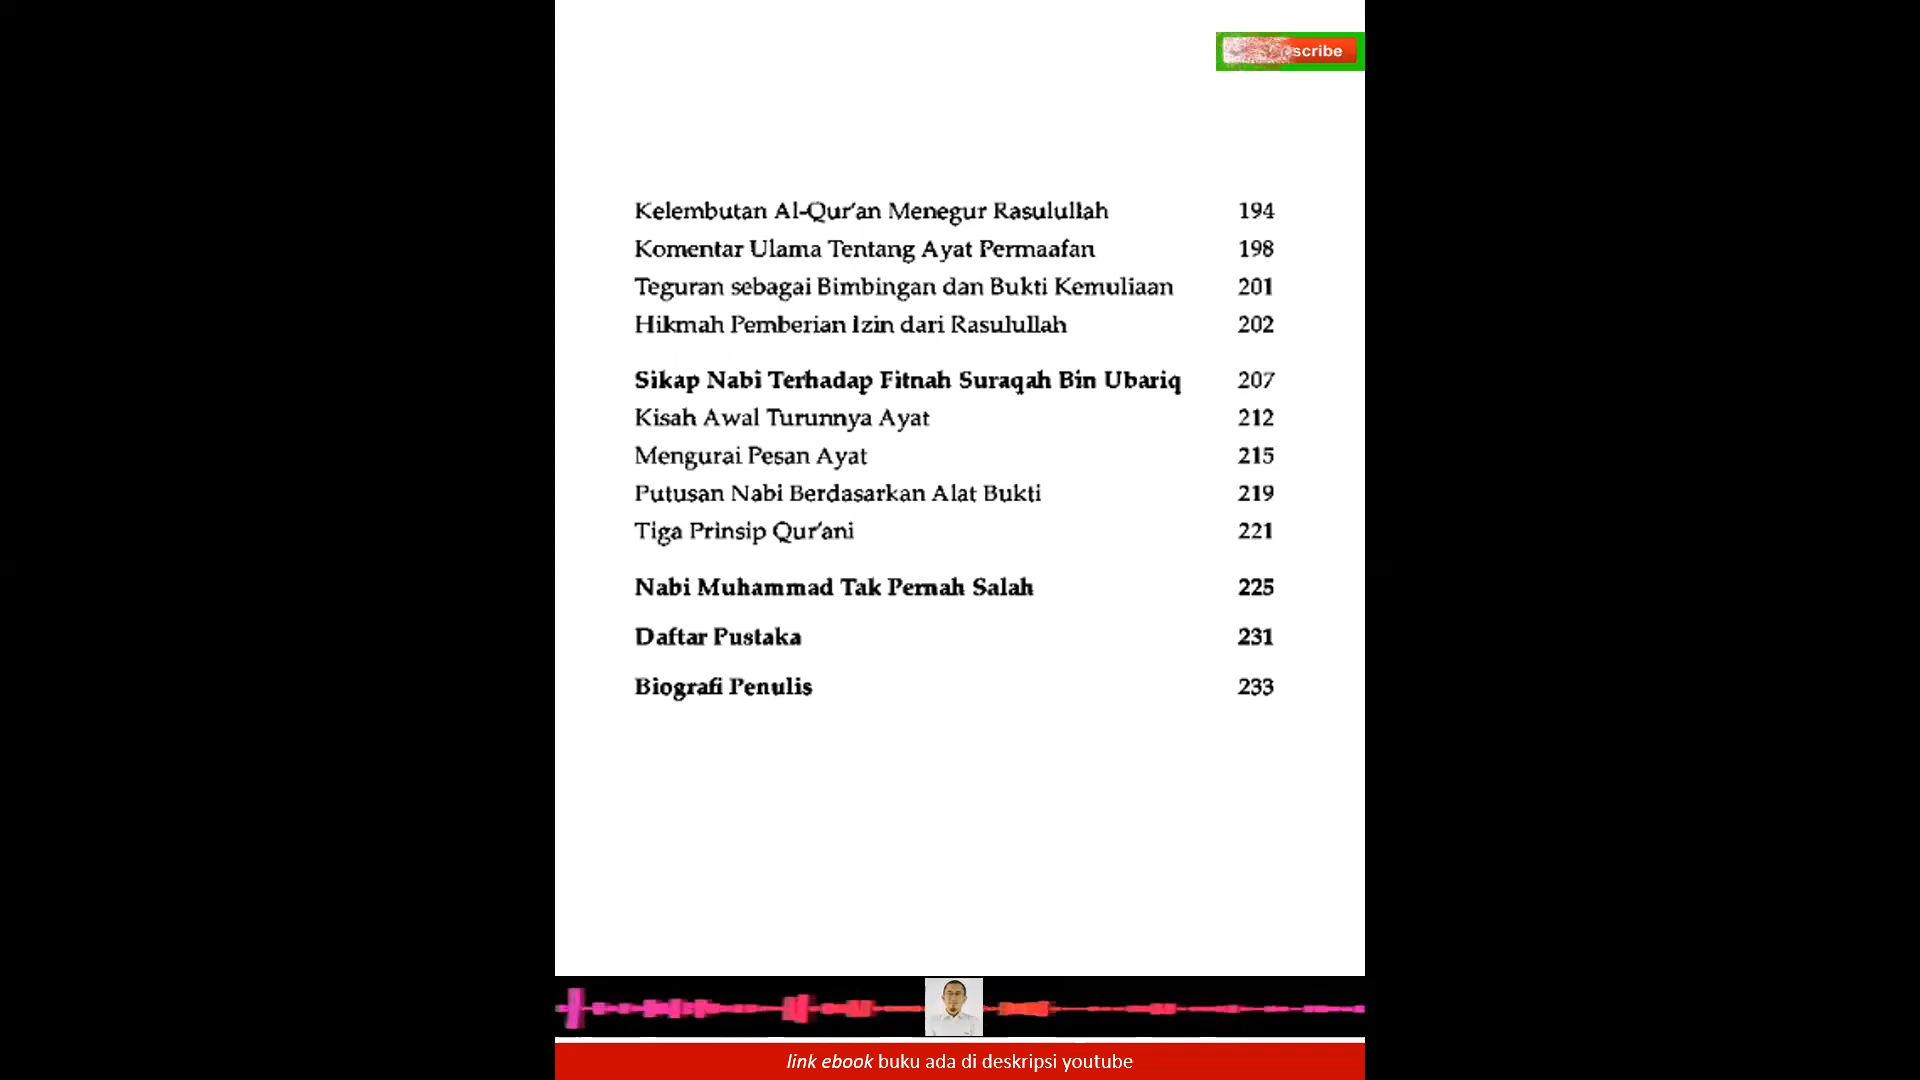 scribe
Kelembutan Al-Qur'an Menegur Rasulullah 194
Komentar Ulama Tentang Ayat Permaafan 198
Teguran sebagai Bimbingan dan Bukti Kemuliaan 201
Hikmah Pemberian Izin dari Rasulullah 202
Sikap Nabi Terhadap Fitnah Suraqah Bin Ubariq 207
Kisah Awal Turunnya Ayat 212
Mengurai Pesan Ayat 215
Putusan Nabi Berdasarkan Alat Bukti 219
Tiga Prinsip Qur'ani 221
Nabi Muhammad Tak Pernah Salah 225
Daftar Pustaka 231
Biografi Penulis 233
link ebook buku ada di deskripsi youtube